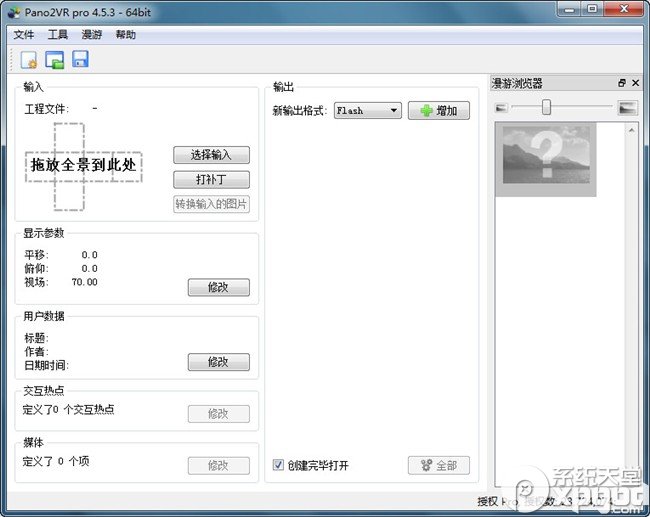 Pano2VR pro 4.5.3 - 64bit
文件 工具 漫游 帮助
输入
工程文件: -
拖放全景到此处
选择输入
打补丁
转换输入的图片
显示参数
平移: 0.0
俯仰: 0.0
视场: 70.00
修改
用户数据
标题:
作者:
日期时间:
修改
交互热点
定义了0 个交互热点
修改
媒体
定义了 0 个项
修改
输出
新输出格式: Flash 增加
创建完毕打开
全部
漫游浏览器
?
系统天堂
授权 Pro